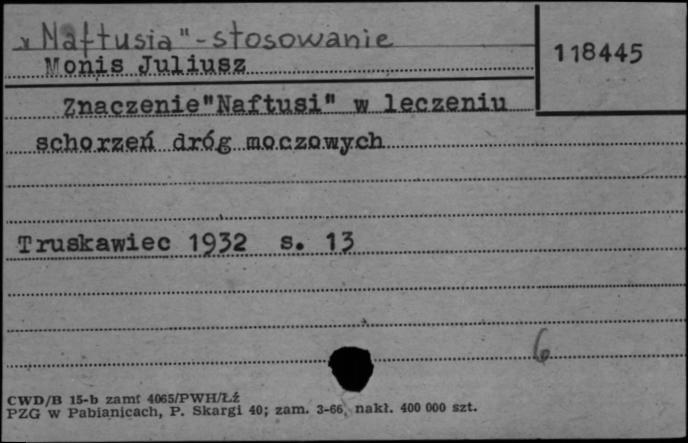 „Naftusia" - stosowanie
118445
Monis Juliusz
Znaczenie"Naftusi" w leczeniu
schorzeń dróg moczowych
Truskawiec 1932 s. 13
6
CWD/B 15-b zamt 4065/PWH/Łź
PZG w Pabianicach, P. Skargi 40; zam. 3-66, nakł. 400 000 szt.